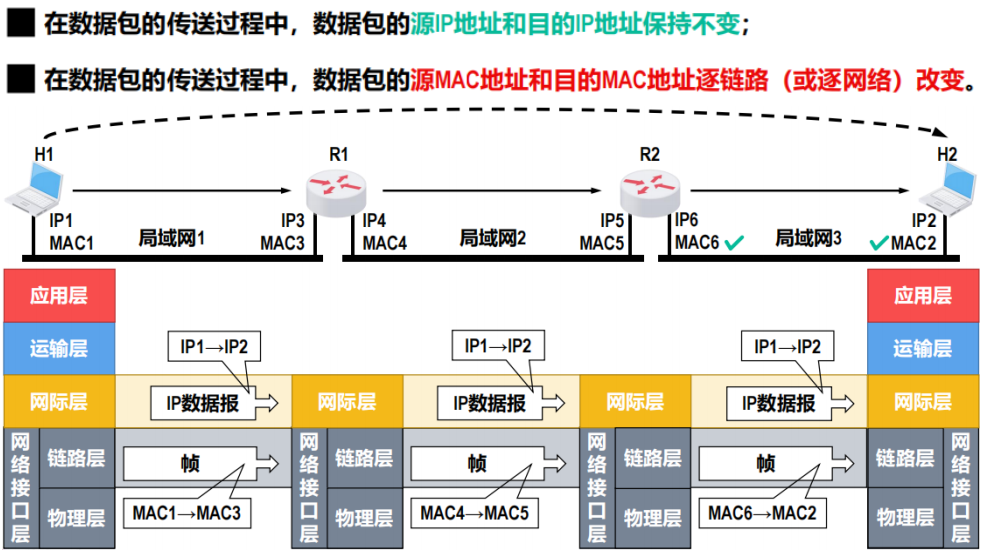 在数据包的传送过程中，数据包的源IP地址和目的IP地址保持不变；
在数据包的传送过程中，数据包的源MAC地址和目的MAC地址逐链路（或逐网络）改变。
H1 R1 R2 H2
IP1 IP3 IP4 IP5 IP6 IP2
MAC1 局域网1 MAC3 MAC4 局域网2 MAC5 MAC6 局域网3 MAC2
应用层 应用层
运输层 IP1→IP2 IP1→IP2 IP1→IP2 运输层
网际层 IP数据报 网际层 IP数据报 网际层 IP数据报 网际层
网络接口层 链路层 帧 网络接口层 链路层 帧 网络接口层 链路层 帧 链路层 网络接口层
物理层 MAC1→MAC3 物理层 MAC4→MAC5 物理层 MAC6→MAC2 物理层